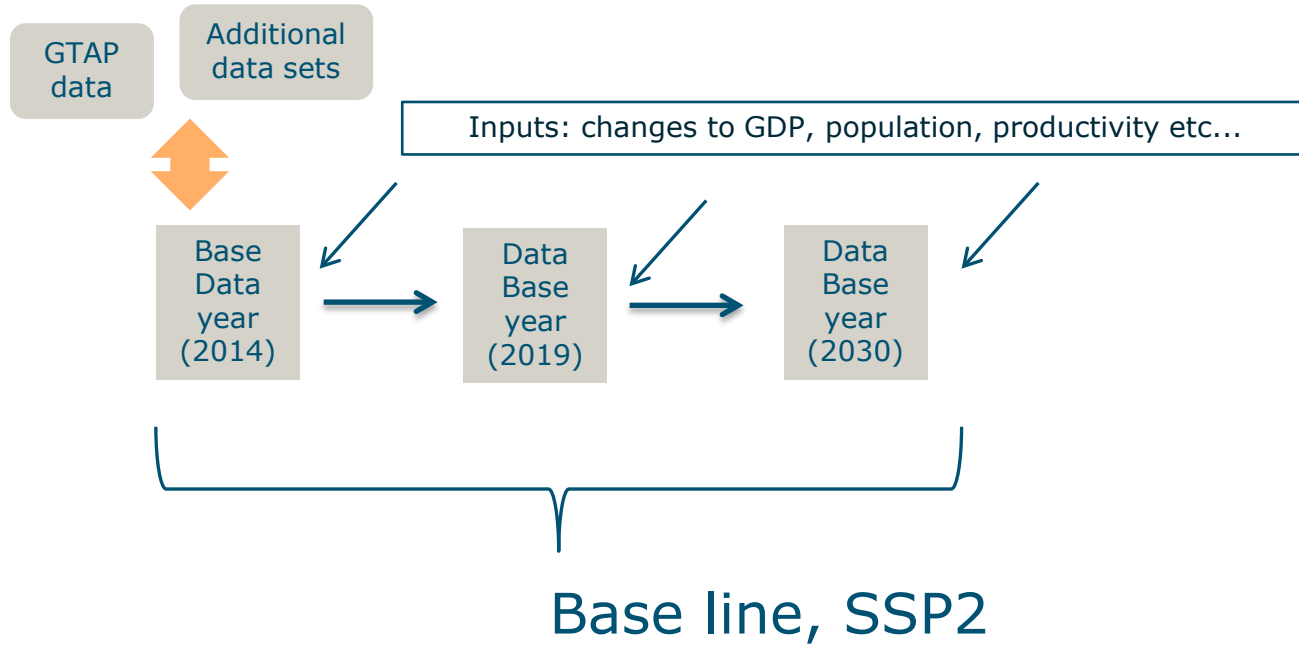 GTAP
data
Additional
data sets
Inputs: changes to GDP, population, productivity etc...
Base
Data
year
(2014)
Data
Base
year
(2019)
Data
Base
year
(2030)
Base line, SSP2